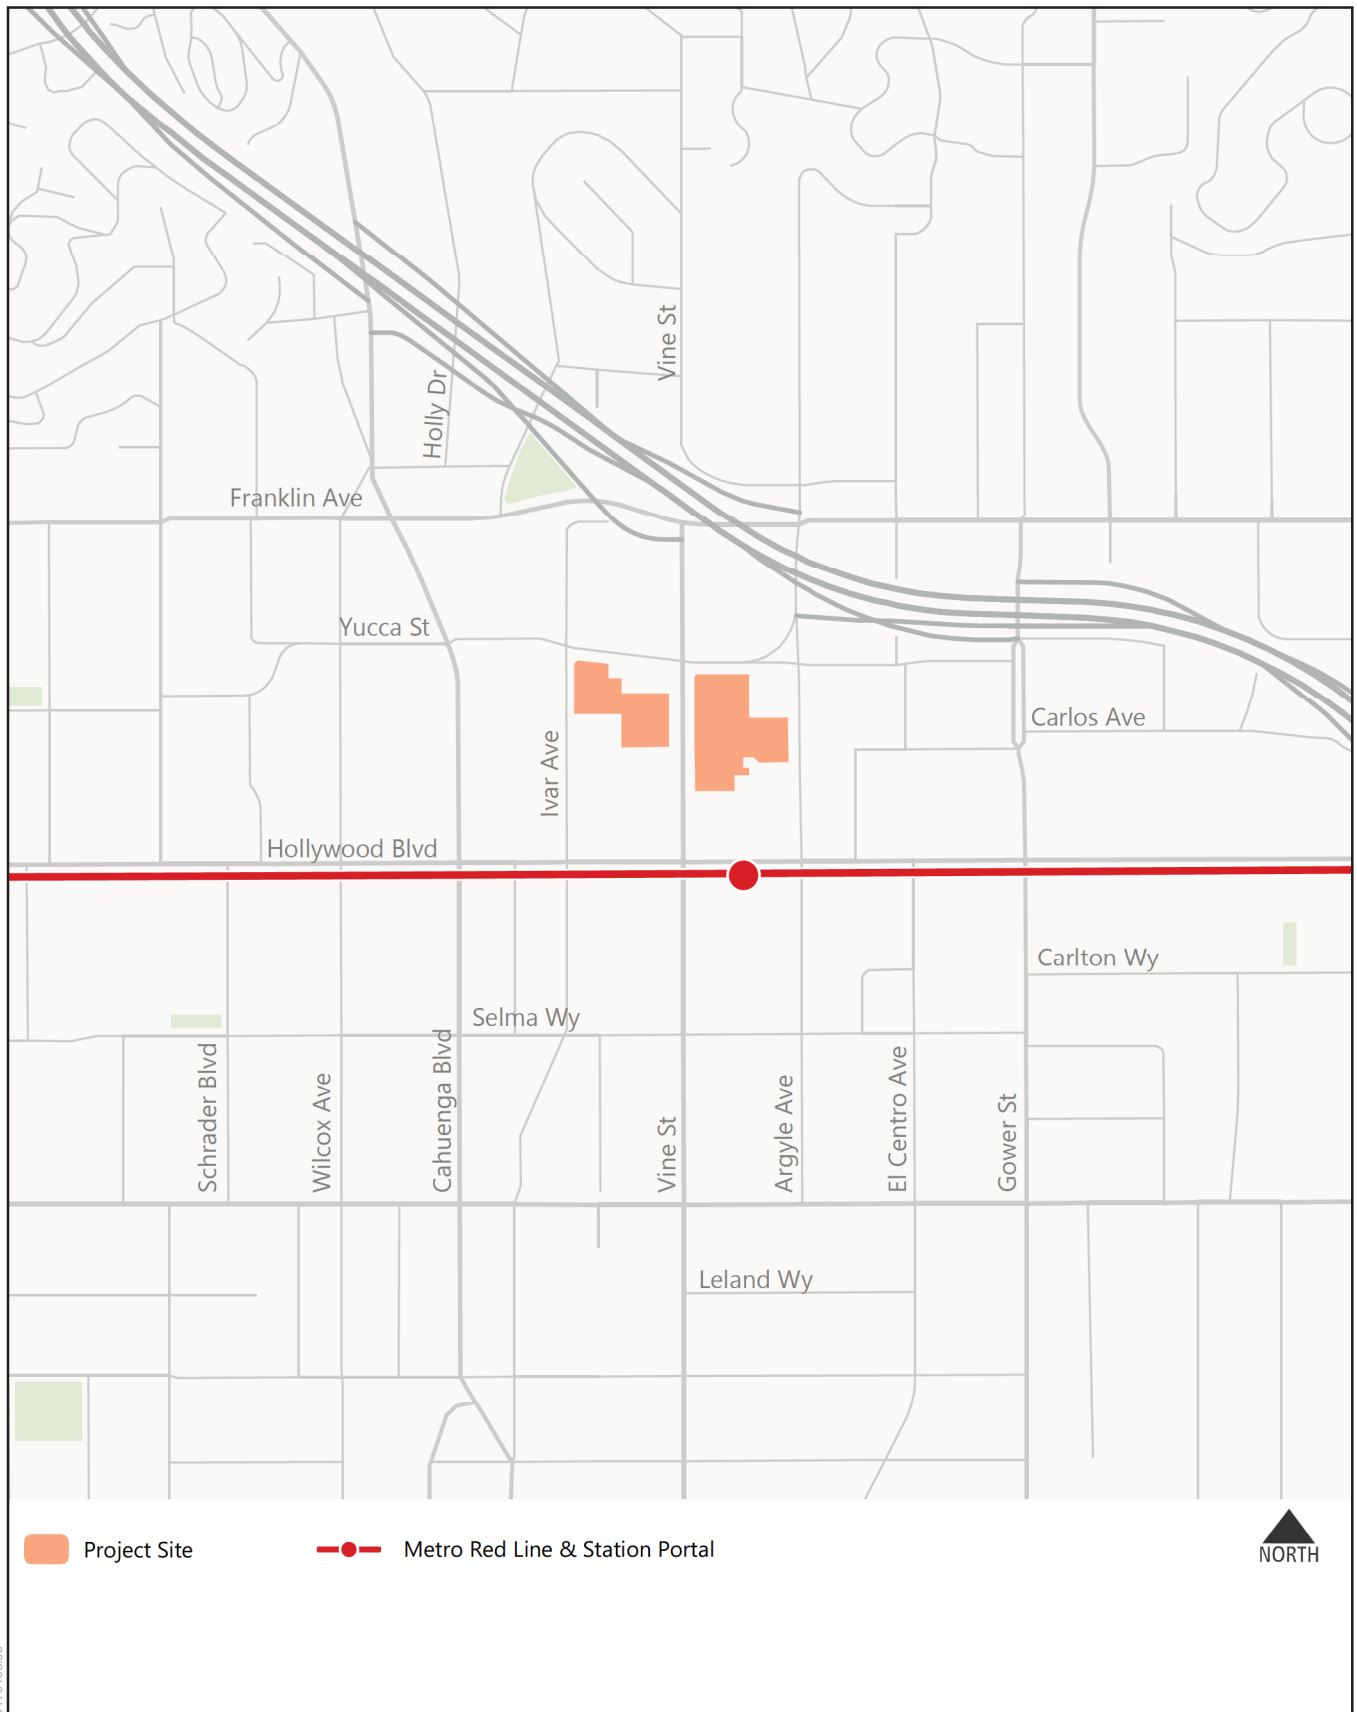 Vine St
Holly Dr
Franklin Ave
Yucca St
Carlos Ave
Ivar Ave
Hollywood Blvd
Carlton Wy
Selma Wy
Schrader Blvd
Wilcox Ave
Cahuenga Blvd
Vine St
Argyle Ave
El Centro Ave
Gower St
Leland Wy
Project Site
Metro Red Line & Station Portal
NORTH